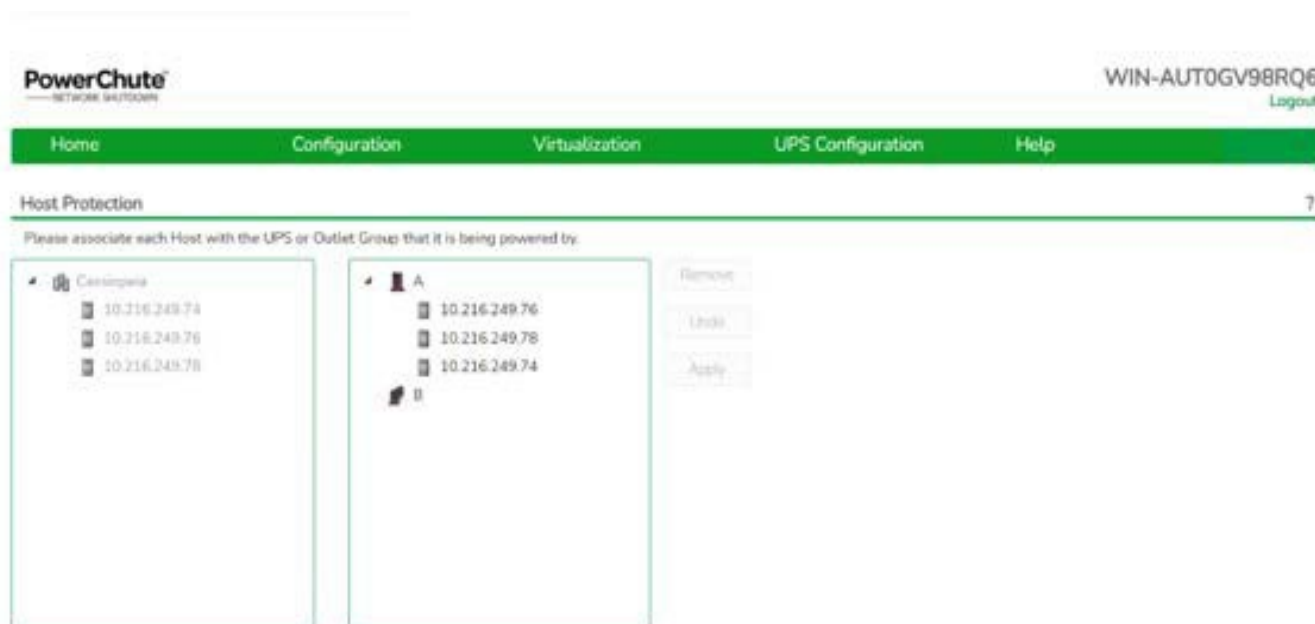 PowerChute
NETWORK SHUTDOWN
WIN-AUT0GV98RQ6
Logout
Home Configuration Virtualization UPS Configuration Help
Host Protection
Please associate each Host with the UPS or Outlet Group that it is being powered by.
10.216.249.74
10.216.249.76
10.216.249.78
A
10.216.249.76
10.216.249.78
10.216.249.74
B
Remove
Undo
Apply